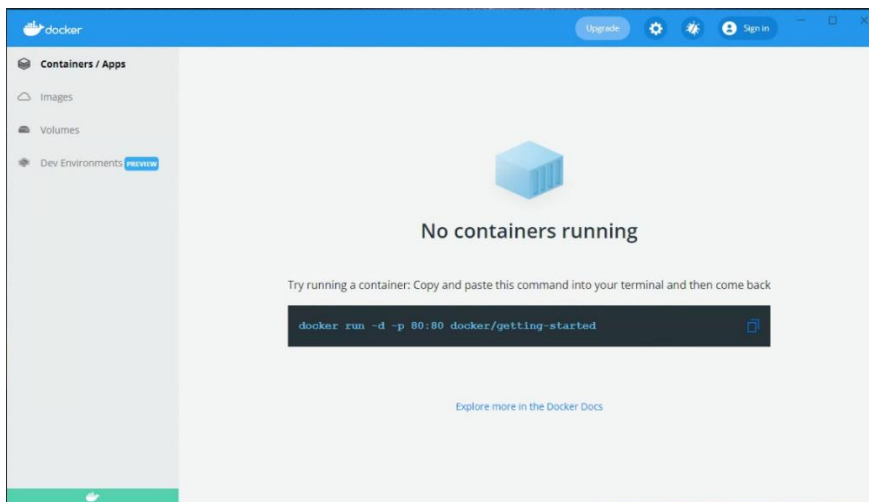 docker
Upgrade
Sign in
Containers / Apps
Images
Volumes
Dev Environments PREVIEW
No containers running
Try running a container: Copy and paste this command into your terminal and then come back
docker run -d -p 80:80 docker/getting-started
Explore more in the Docker Docs